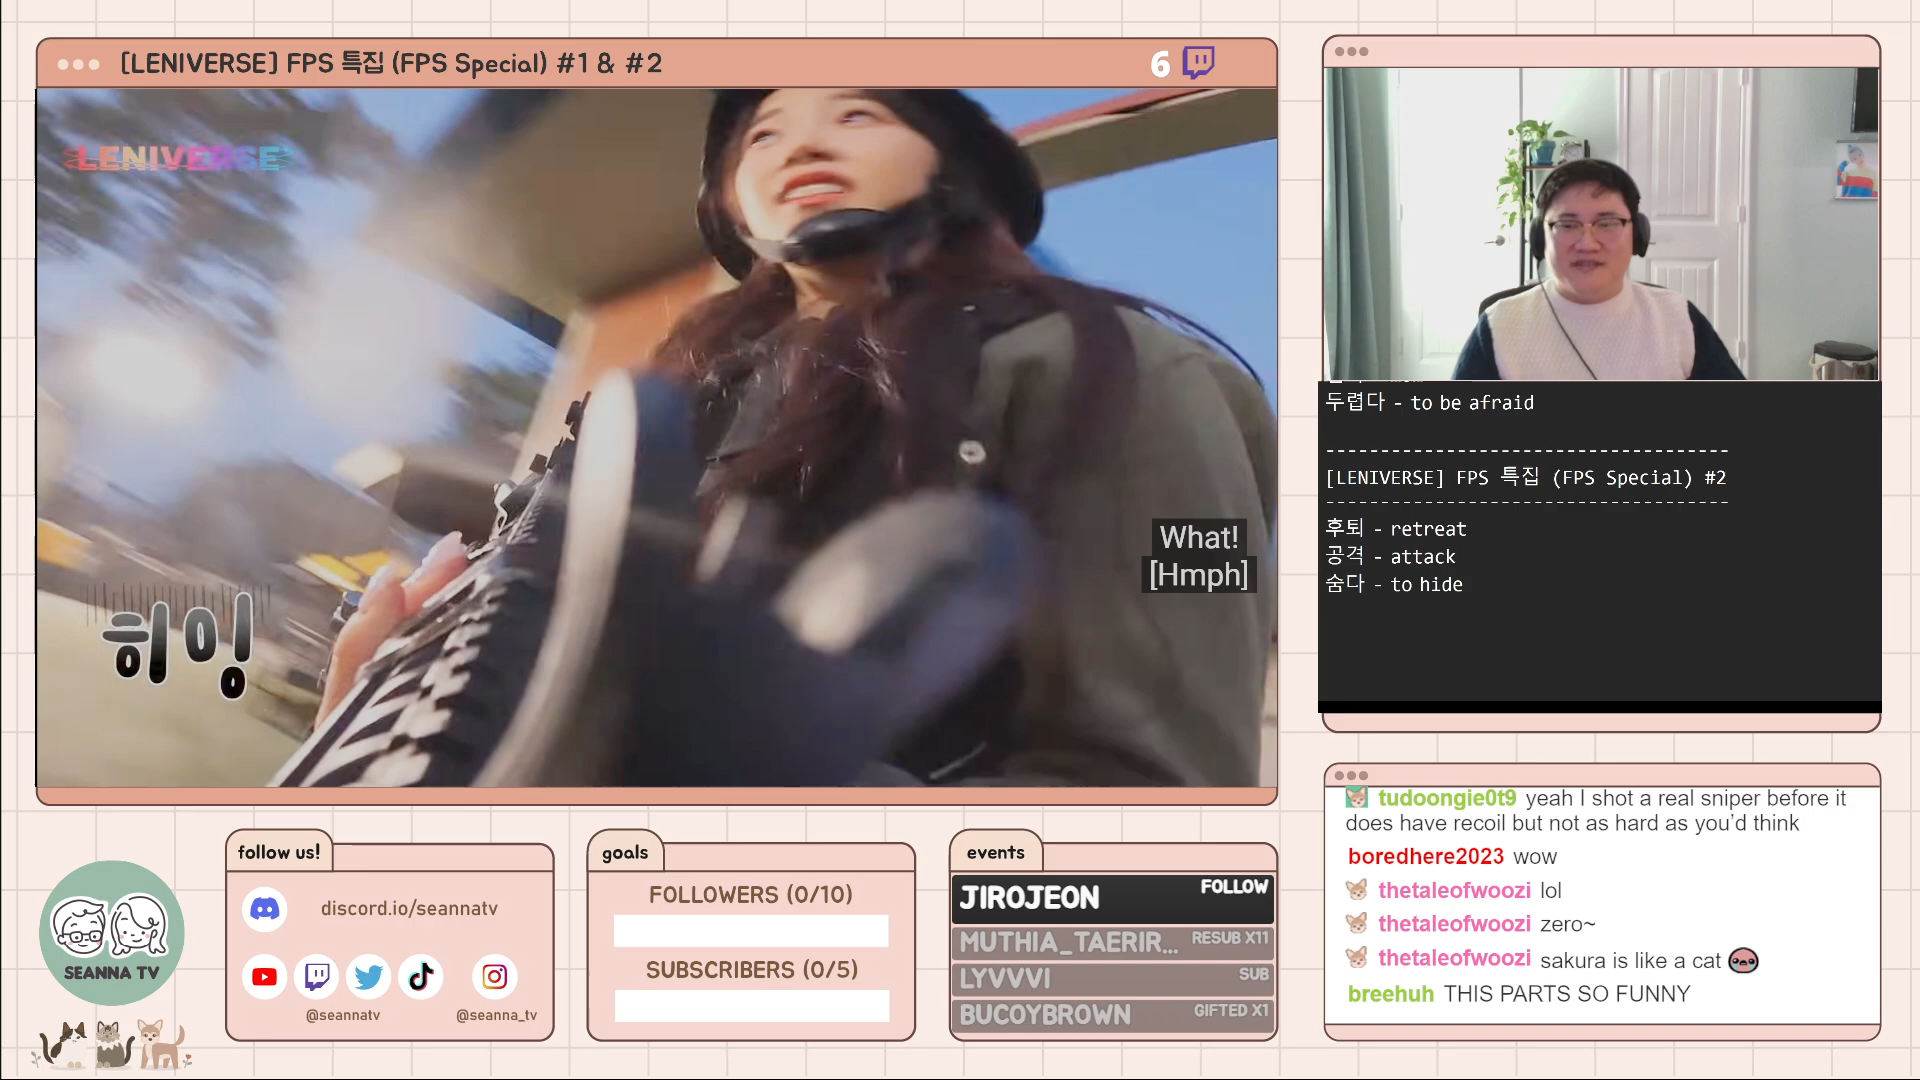 [LENIVERSE] FPS 특집 (FPS Special) #1 & #2
6
LENIVERSE
What!
[Hmph]
히잉
두렵다 - to be afraid
-------------------------------------
[LENIVERSE] FPS 특집 (FPS Special) #2
-------------------------------------
후퇴 - retreat
공격 - attack
숨다 - to hide
tudoongie0t9 yeah I shot a real sniper before it
does have recoil but not as hard as you'd think
boredhere2023 wow
thetaleofwoozi lol
thetaleofwoozi zero~
thetaleofwoozi sakura is like a cat
breehuh THIS PARTS SO FUNNY
SEANNA TV
follow us!
discord.io/seannatv
@seannatv
@seanna_tv
goals
FOLLOWERS (0/10)
SUBSCRIBERS (0/5)
events
JIROJEON FOLLOW
MUTHIA_TAERIR... RESUB X11
LYVVVI SUB
BUCOYBROWN GIFTED X1